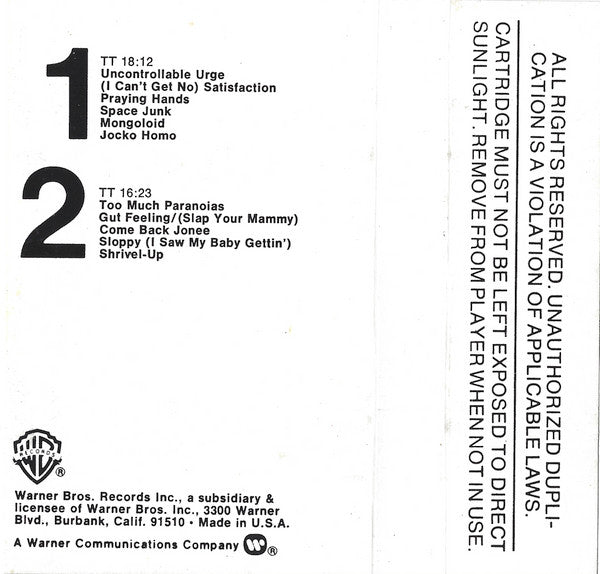 1
TT 18:12
Uncontrollable Urge
(I Can't Get No) Satisfaction
Praying Hands
Space Junk
Mongoloid
Jocko Homo
2
TT 16:23
Too Much Paranoias
Gut Feeling/(Slap Your Mammy)
Come Back Jonee
Sloppy (I Saw My Baby Gettin')
Shrivel-Up
WB
RECORDS
®
Warner Bros. Records Inc., a subsidiary &
licensee of Warner Bros. Inc., 3300 Warner
Blvd., Burbank, Calif. 91510 • Made in U.S.A.
A Warner Communications Company ®
ALL RIGHTS RESERVED. UNAUTHORIZED DUPLI-
CATION IS A VIOLATION OF APPLICABLE LAWS.
CARTRIDGE MUST NOT BE LEFT EXPOSED TO DIRECT
SUNLIGHT. REMOVE FROM PLAYER WHEN NOT IN USE.